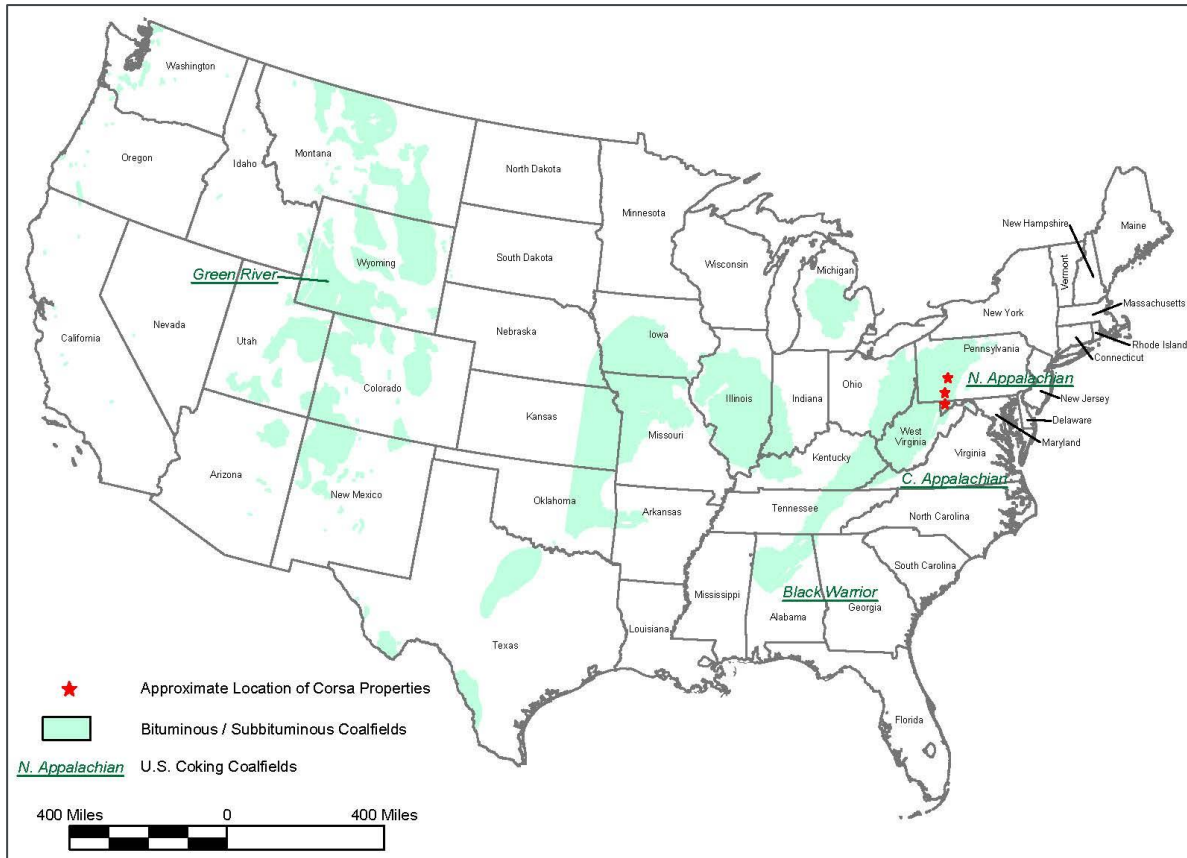 Washington
Montana
North Dakota
Minnesota
Maine
New Hampshire
Oregon
Idaho
Wisconsin
Michigan
Vermont
South Dakota
Wyoming
Green River
New York
Massachusetts
Rhode Island
Connecticut
Nebraska
Iowa
Pennsylvania
N. Appalachian
New Jersey
Nevada
Utah
California
Colorado
Kansas
Missouri
Illinois
Indiana
Ohio
West
Virginia
Delaware
Maryland
Virginia
Kentucky
C. Appalachian
Arizona
New Mexico
Oklahoma
Arkansas
Tennessee
North Carolina
South Carolina
Black Warrior
Mississippi
Alabama
Georgia
Texas
Louisiana
Florida
Approximate Location of Corsa Properties
Bituminous / Subbituminous Coalfields
N. Appalachian U.S. Coking Coalfields
400 Miles 0 400 Miles